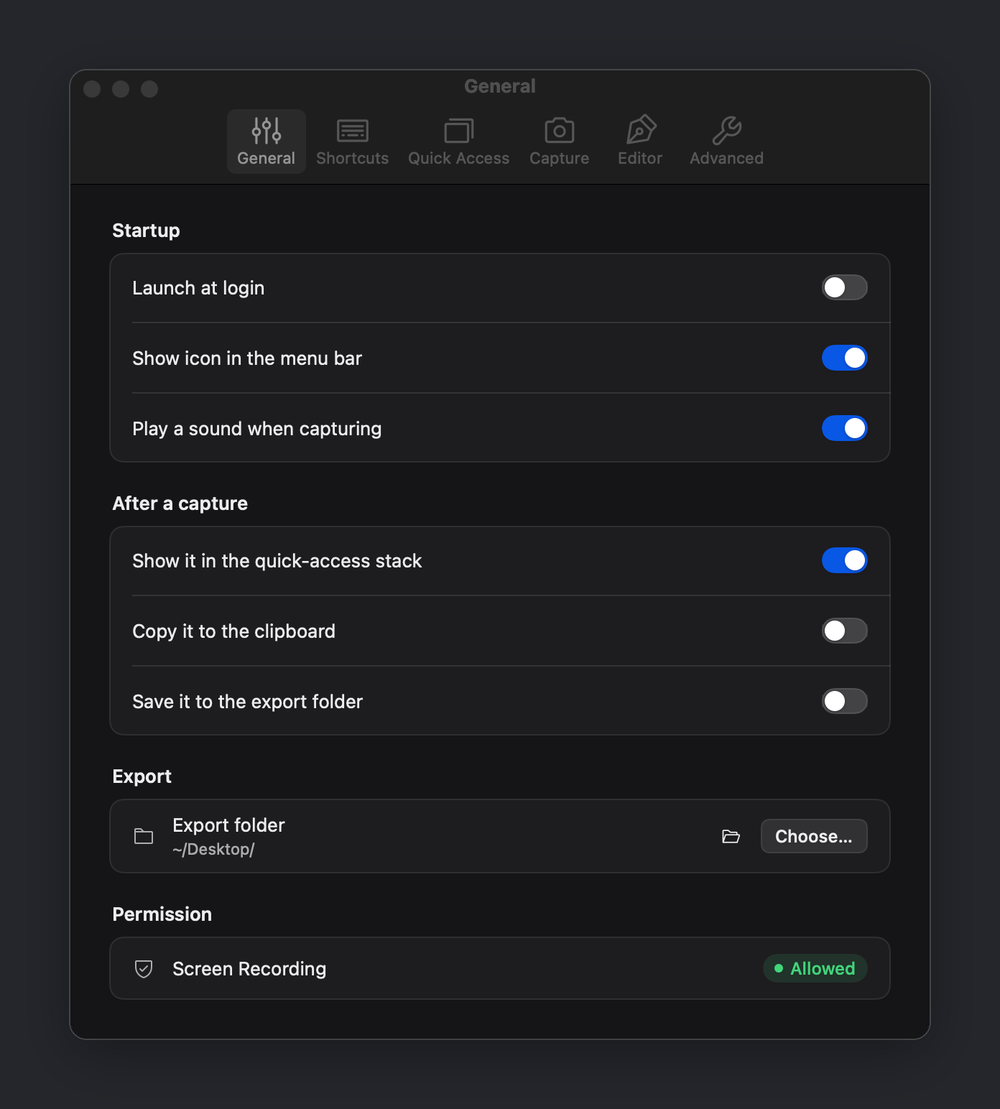 General
General
Shortcuts
Quick Access
Capture
Editor
Advanced
Startup
Launch at login
Show icon in the menu bar
Play a sound when capturing
After a capture
Show it in the quick-access stack
Copy it to the clipboard
Save it to the export folder
Export
Export folder
~/Desktop/
Choose...
Permission
Screen Recording
Allowed